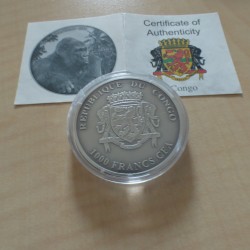 Certificate of
Authenticity
Congo
REPUBLIQUE DU CONGO
1000 FRANCS CFA